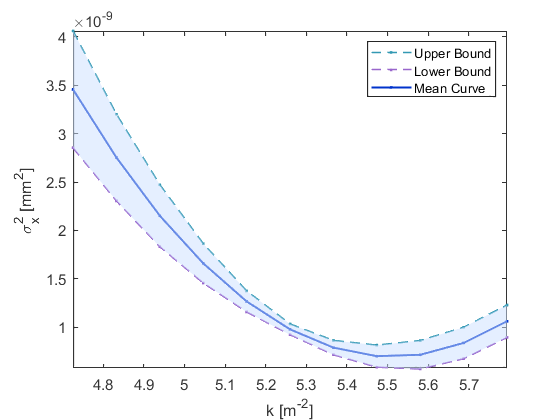 ×10⁻⁹
4
3.5
3
2.5
2
1.5
1
σₓ² [mm²]
4.8 4.9 5 5.1 5.2 5.3 5.4 5.5 5.6 5.7
k [m⁻²]
Upper Bound
Lower Bound
Mean Curve